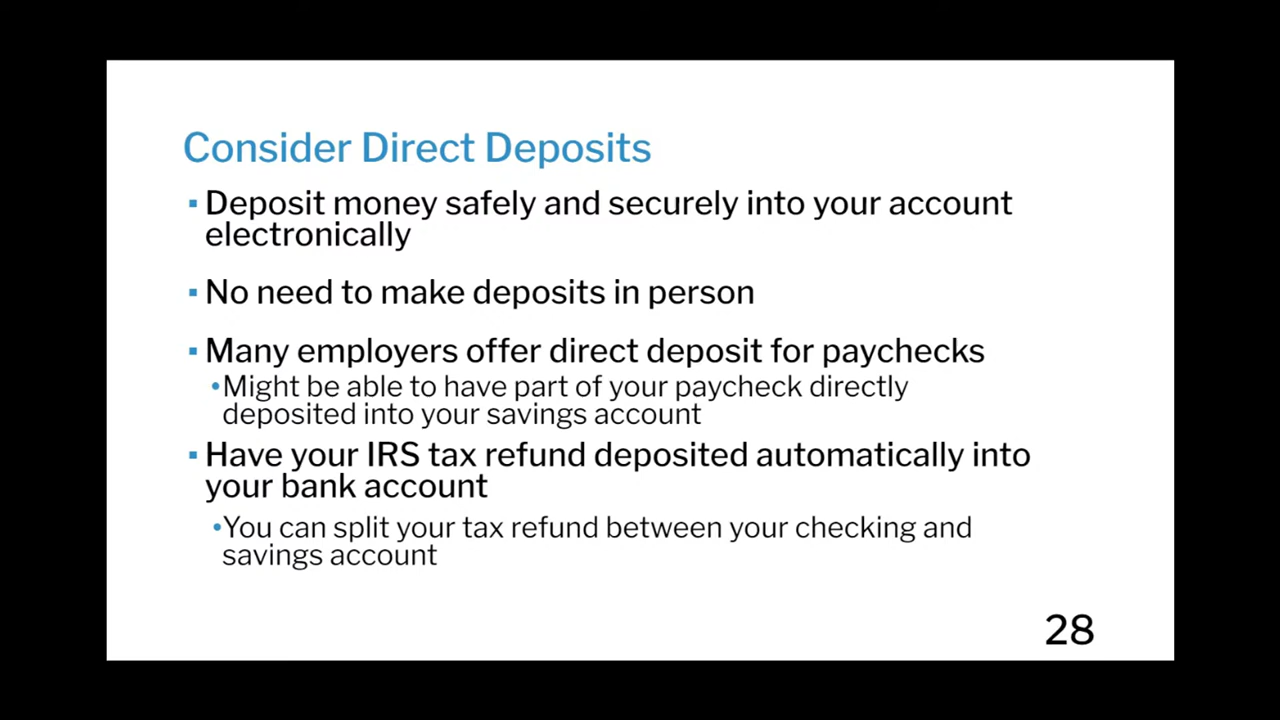 Consider Direct Deposits
▪ Deposit money safely and securely into your account
electronically
▪ No need to make deposits in person
▪ Many employers offer direct deposit for paychecks
•Might be able to have part of your paycheck directly
deposited into your savings account
▪ Have your IRS tax refund deposited automatically into
your bank account
•You can split your tax refund between your checking and
savings account
28